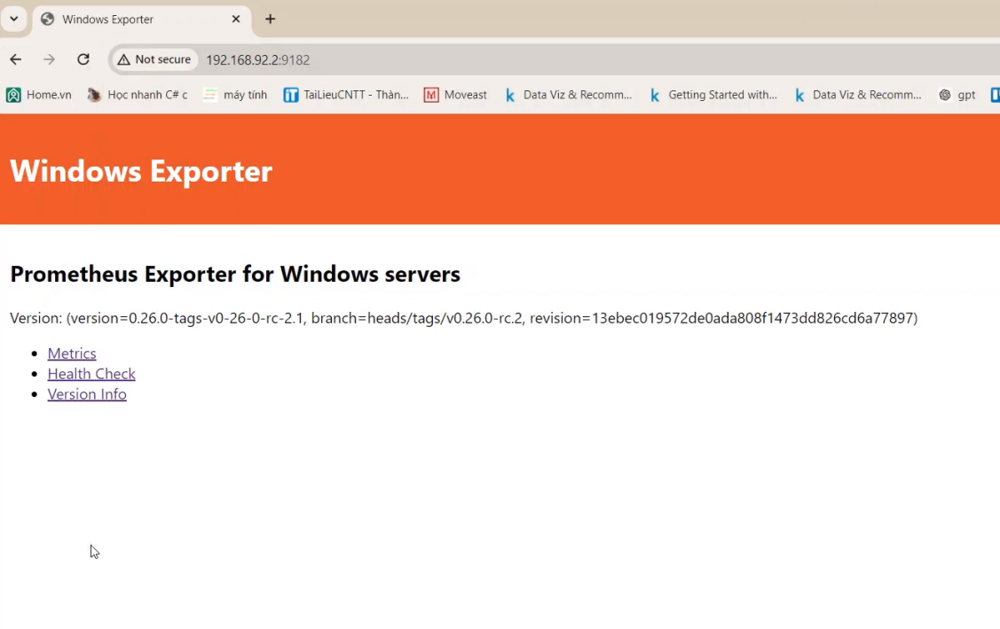 Windows Exporter
Not secure 192.168.92.2:9182
Home.vn Học nhanh C# c máy tính TaiLieuCNTT - Thàn... Moveast Data Viz & Recomm... Getting Started with... Data Viz & Recomm... gpt
Windows Exporter
Prometheus Exporter for Windows servers
Version: (version=0.26.0-tags-v0-26-0-rc-2.1, branch=heads/tags/v0.26.0-rc.2, revision=13ebec019572de0ada808f1473dd826cd6a77897)
Metrics
Health Check
Version Info